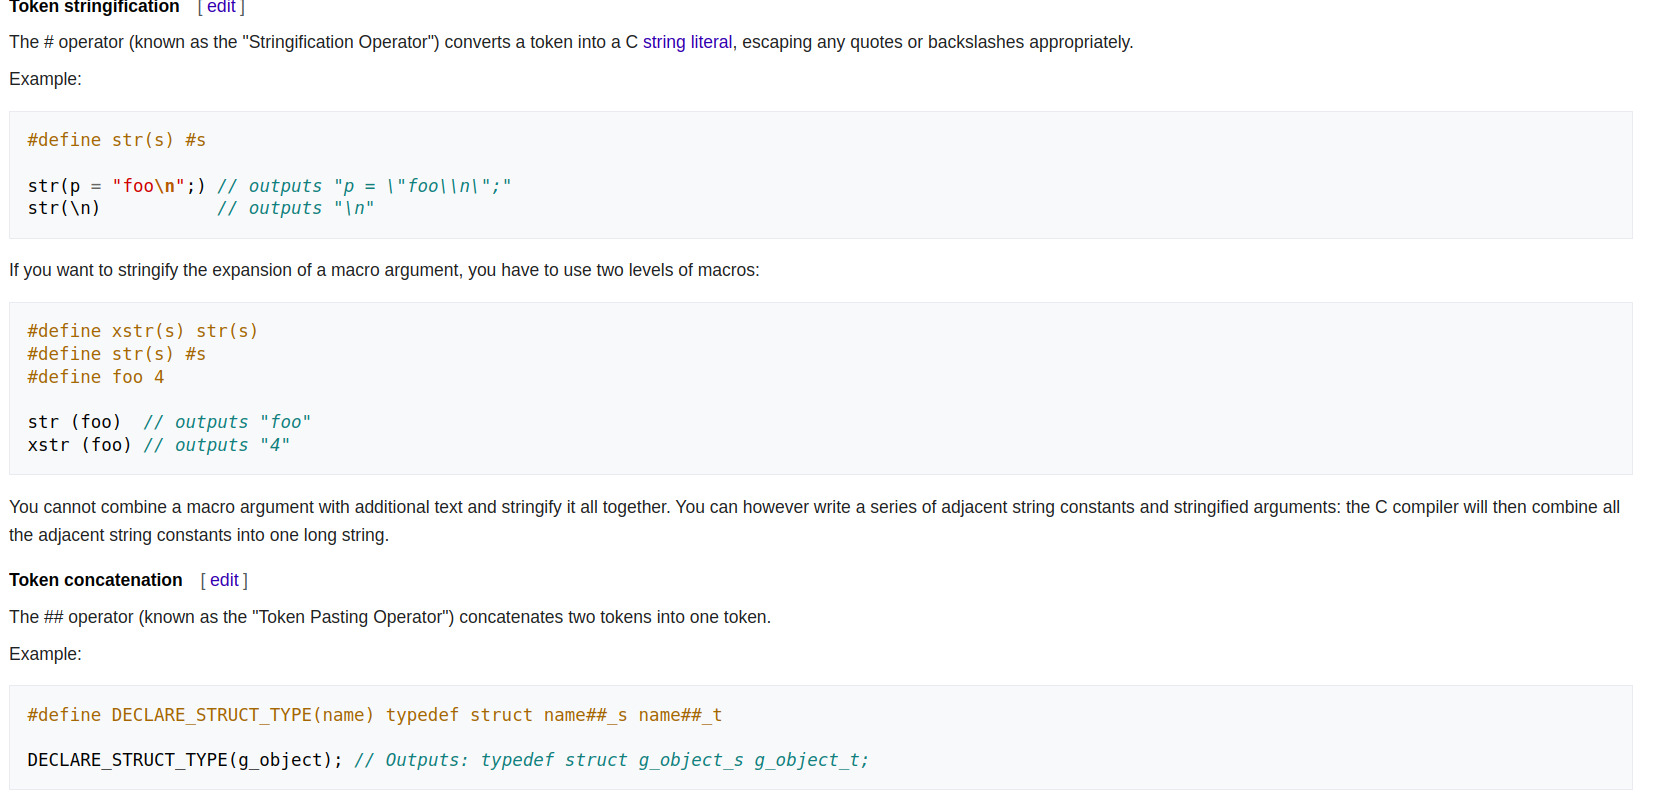 Token stringification [ edit ]
The # operator (known as the "Stringification Operator") converts a token into a C string literal, escaping any quotes or backslashes appropriately.
Example:
#define str(s) #s
str(p = "foo\n";) // outputs "p = \"foo\\n\";"
str(\n)           // outputs "\n"
If you want to stringify the expansion of a macro argument, you have to use two levels of macros:
#define xstr(s) str(s)
#define str(s) #s
#define foo 4
str (foo)  // outputs "foo"
xstr (foo) // outputs "4"
You cannot combine a macro argument with additional text and stringify it all together. You can however write a series of adjacent string constants and stringified arguments: the C compiler will then combine all
the adjacent string constants into one long string.
Token concatenation [ edit ]
The ## operator (known as the "Token Pasting Operator") concatenates two tokens into one token.
Example:
#define DECLARE_STRUCT_TYPE(name) typedef struct name##_s name##_t
DECLARE_STRUCT_TYPE(g_object); // Outputs: typedef struct g_object_s g_object_t;